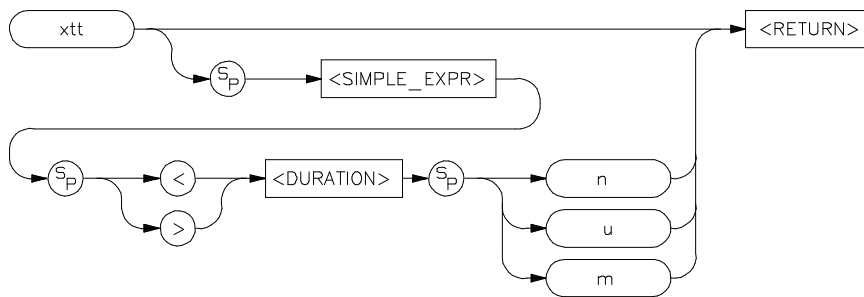 xtt
<RETURN>
SP
<SIMPLE_EXPR>
SP
<
<DURATION>
SP
n
>
u
m